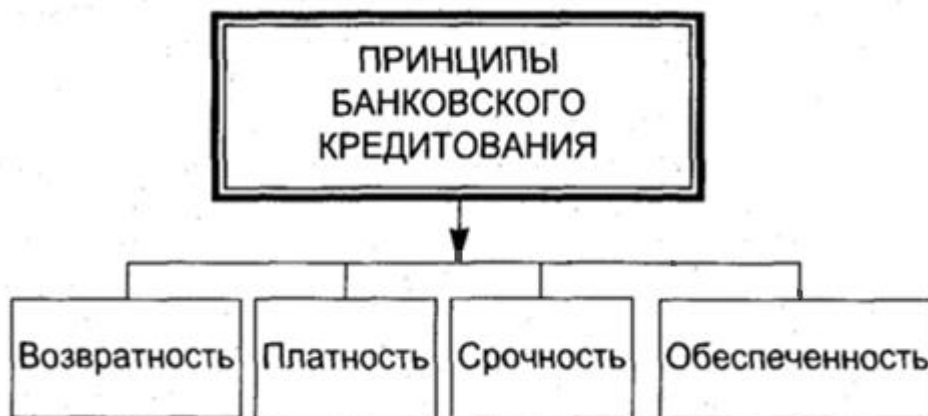 ПРИНЦИПЫ
БАНКОВСКОГО
КРЕДИТОВАНИЯ
Возвратность
Платность
Срочность
Обеспеченность